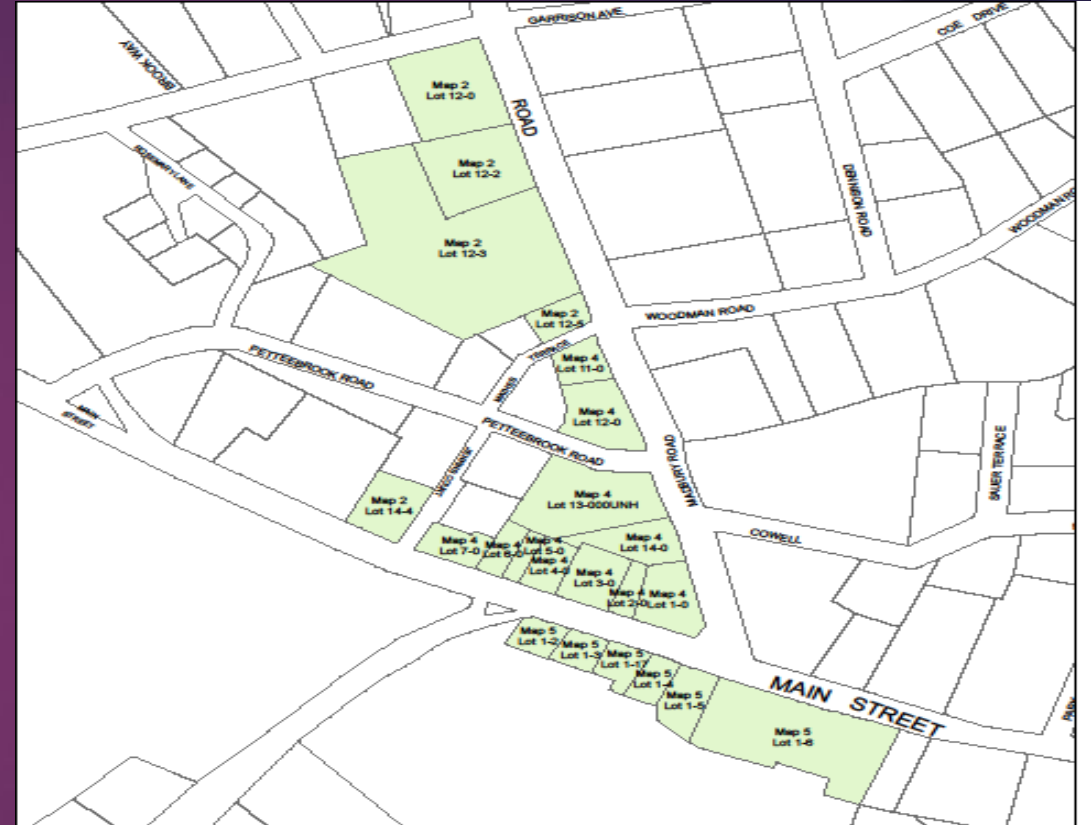 GARRISON AVE
COE DRIVE
BROOK WAY
Map 2
Lot 12-0
ROAD
Map 2
Lot 12-2
ROSEMARY LANE
DENNISON ROAD
WOODMAN
Map 2
Lot 12-3
WOODMAN ROAD
Map 2
Lot 12-5
TERRACE
MADBURY ROAD
Map 4
Lot 11-0
PETTEEBROOK ROAD
Map 4
Lot 12-0
MAIN
STREET
PETTEEBROOK ROAD
SAUER TERRACE
Map 2
Lot 14-4
COURT
Map 4
Lot 13-000UNH
COWELL
Map 4
Lot 14-0
Map 4
Lot 7-0
Map 4
Lot 6-0
Map 4
Lot 5-0
Map 4
Lot 4-0
Map 4
Lot 3-0
Map 4
Lot 2-0
Map 4
Lot 1-0
Map 5
Lot 1-2
Map 5
Lot 1-3
Map 5
Lot 1-17
Map 5
Lot 1-4
Map 5
Lot 1-5
MAIN STREET
Map 5
Lot 1-6